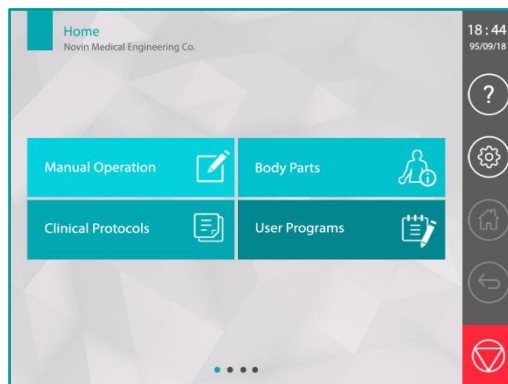 Home
Novin Medical Engineering Co.
18:44
95/09/18
?
Manual Operation
Body Parts
Clinical Protocols
User Programs